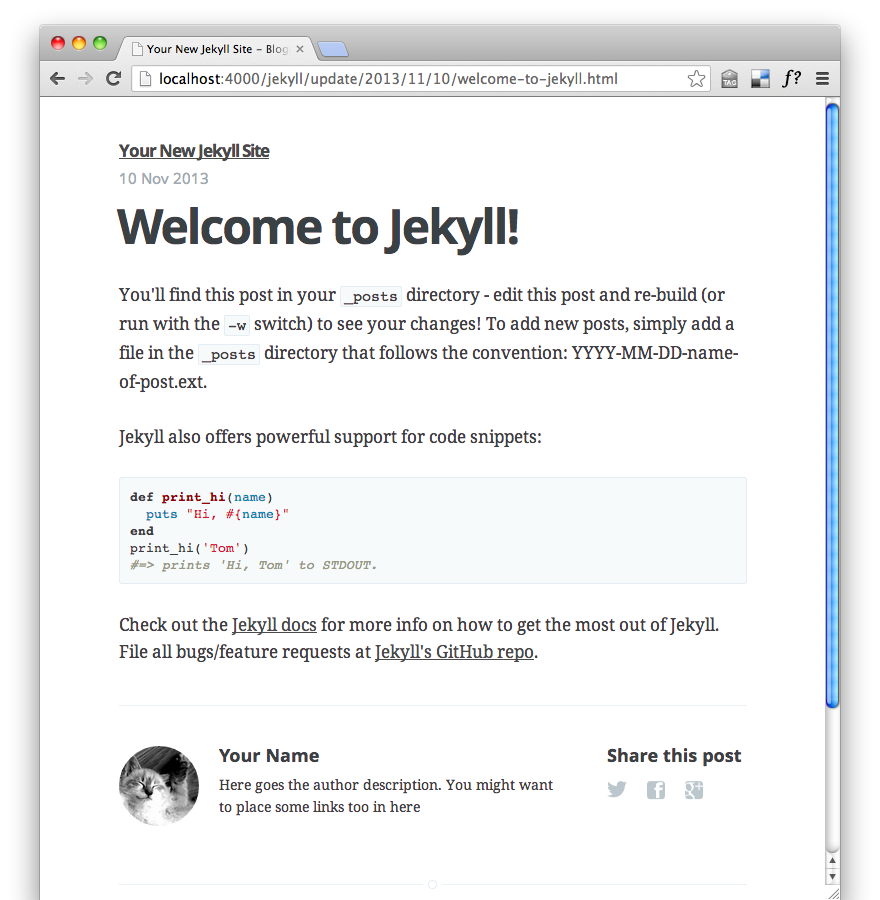 Your New Jekyll Site – Blog
localhost:4000/jekyll/update/2013/11/10/welcome-to-jekyll.html
TAG
f?
Your New Jekyll Site
10 Nov 2013
Welcome to Jekyll!
You'll find this post in your _posts directory - edit this post and re-build (or
run with the -w switch) to see your changes! To add new posts, simply add a
file in the _posts directory that follows the convention: YYYY-MM-DD-name-
of-post.ext.
Jekyll also offers powerful support for code snippets:
def print_hi(name)
  puts "Hi, #{name}"
end
print_hi('Tom')
#=> prints 'Hi, Tom' to STDOUT.
Check out the Jekyll docs for more info on how to get the most out of Jekyll.
File all bugs/feature requests at Jekyll's GitHub repo.
Your Name
Here goes the author description. You might want
to place some links too in here
Share this post